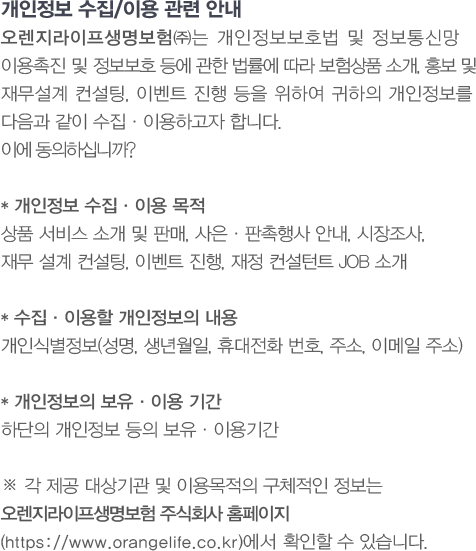 개인정보 수집/이용 관련 안내
오렌지라이프생명보험㈜는 개인정보보호법 및 정보통신망
이용촉진 및 정보보호 등에 관한 법률에 따라 보험상품 소개, 홍보 및
재무설계 컨설팅, 이벤트 진행 등을 위하여 귀하의 개인정보를
다음과 같이 수집 · 이용하고자 합니다.
이에 동의하십니까?
* 개인정보 수집 · 이용 목적
상품 서비스 소개 및 판매, 사은 · 판촉행사 안내, 시장조사,
재무 설계 컨설팅, 이벤트 진행, 재정 컨설턴트 JOB 소개
* 수집 · 이용할 개인정보의 내용
개인식별정보(성명, 생년월일, 휴대전화 번호, 주소, 이메일 주소)
* 개인정보의 보유 · 이용 기간
하단의 개인정보 등의 보유 · 이용기간
※ 각 제공 대상기관 및 이용목적의 구체적인 정보는
오렌지라이프생명보험 주식회사 홈페이지
(https://www.orangelife.co.kr)에서 확인할 수 있습니다.